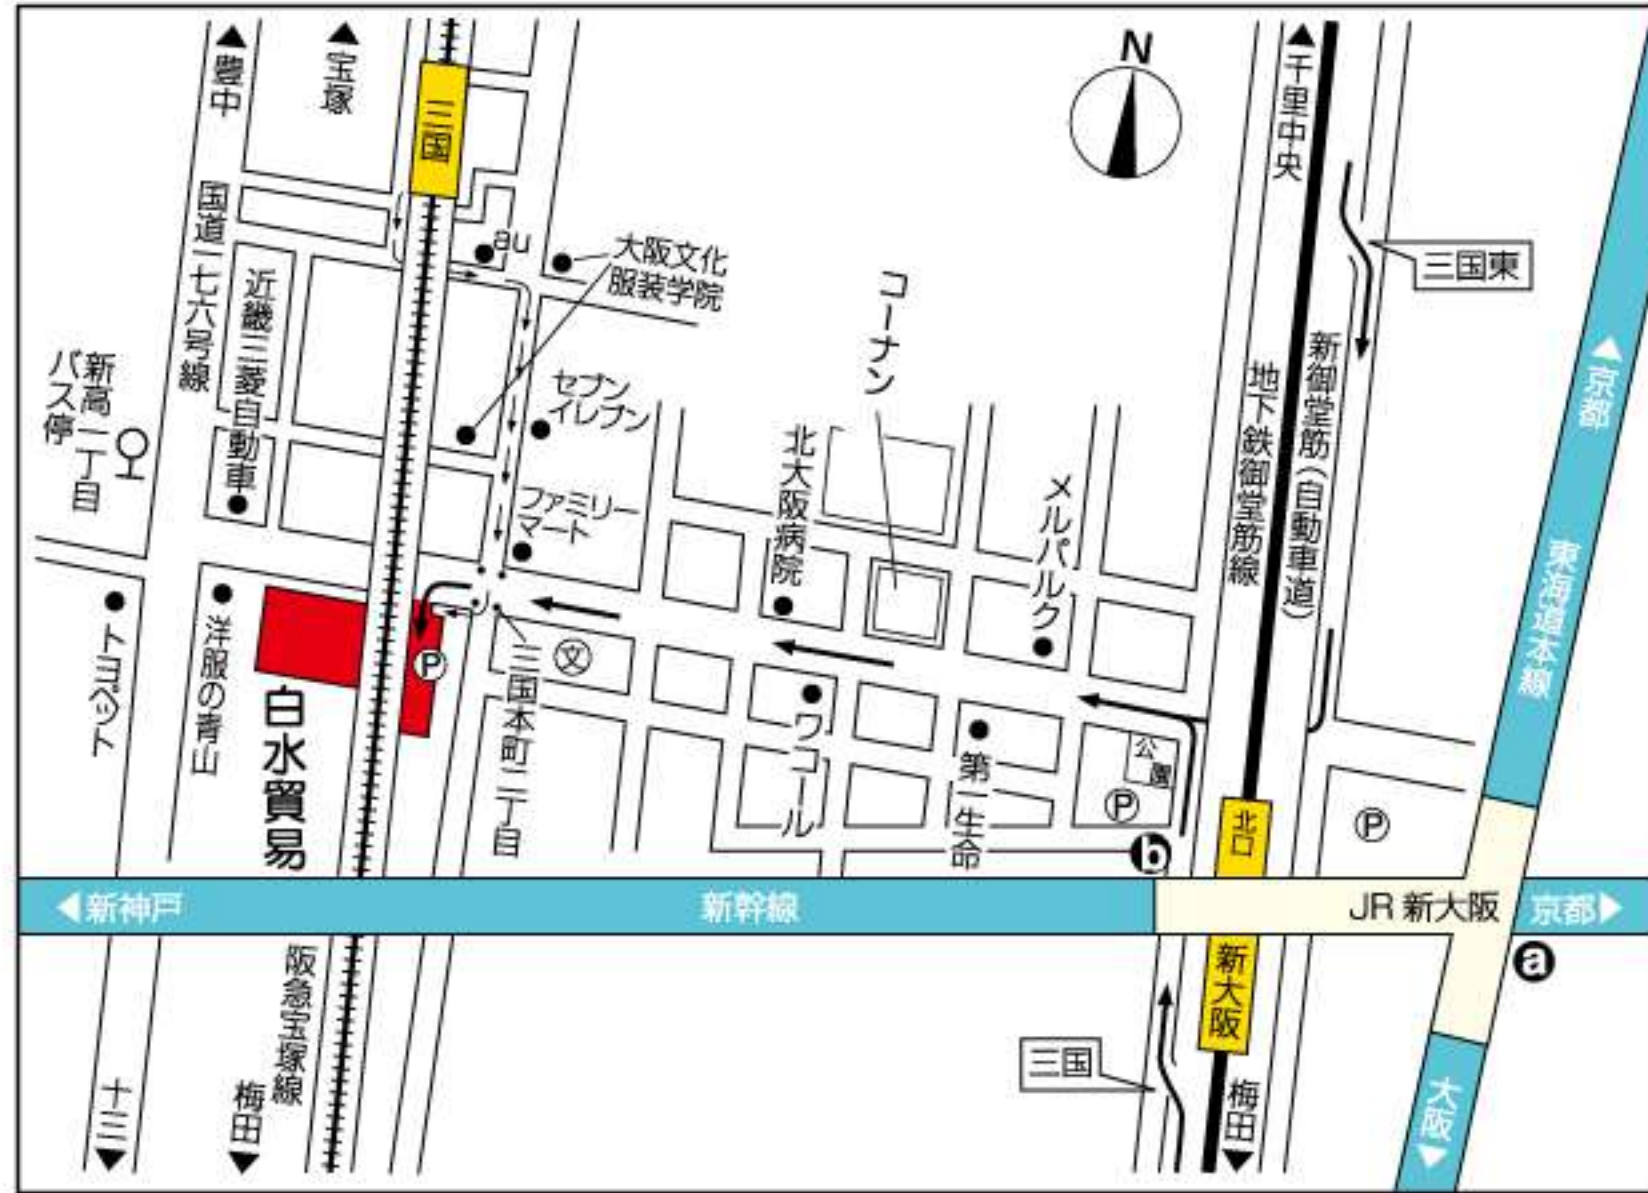 豊中
宝塚
三国
N
千里中央
国道一七六号線
au
大阪文化
服装学院
三国東
近畿三菱自動車
コーナン
新高一丁目
バス停
セブン
イレブン
北大阪病院
メルパルク
地下鉄御堂筋線
新御堂筋(自動車道)
京都
東海道本線
ファミリー
マート
トヨペット
洋服の青山
白水貿易
P
三国本町二丁目
文
ワコール
第一生命
公園
P
b
北口
P
新神戸
新幹線
JR 新大阪
京都
a
阪急宝塚線
新大阪
三国
十三
梅田
梅田
大阪